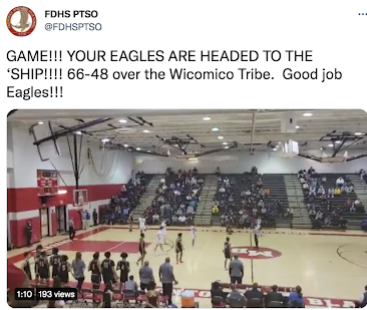 FDHS PTSO
@FDHSPTSO
GAME!!! YOUR EAGLES ARE HEADED TO THE
‘SHIP!!!! 66-48 over the Wicomico Tribe. Good job
Eagles!!!
1:10 193 views